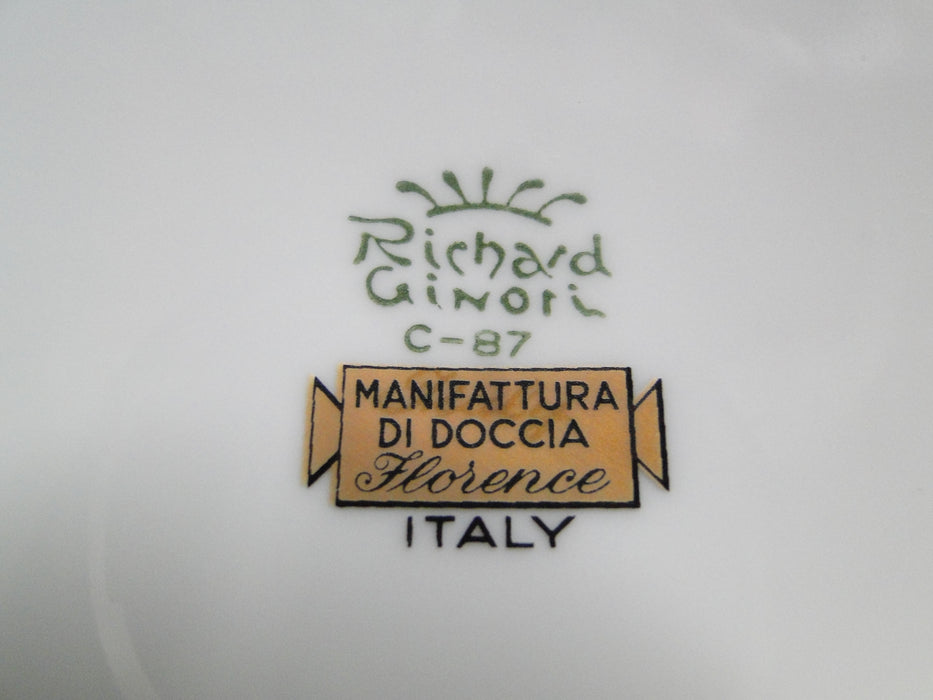 Richard
Ginori
C-87
MANIFATTURA
DI DOCCIA
Florence
ITALY